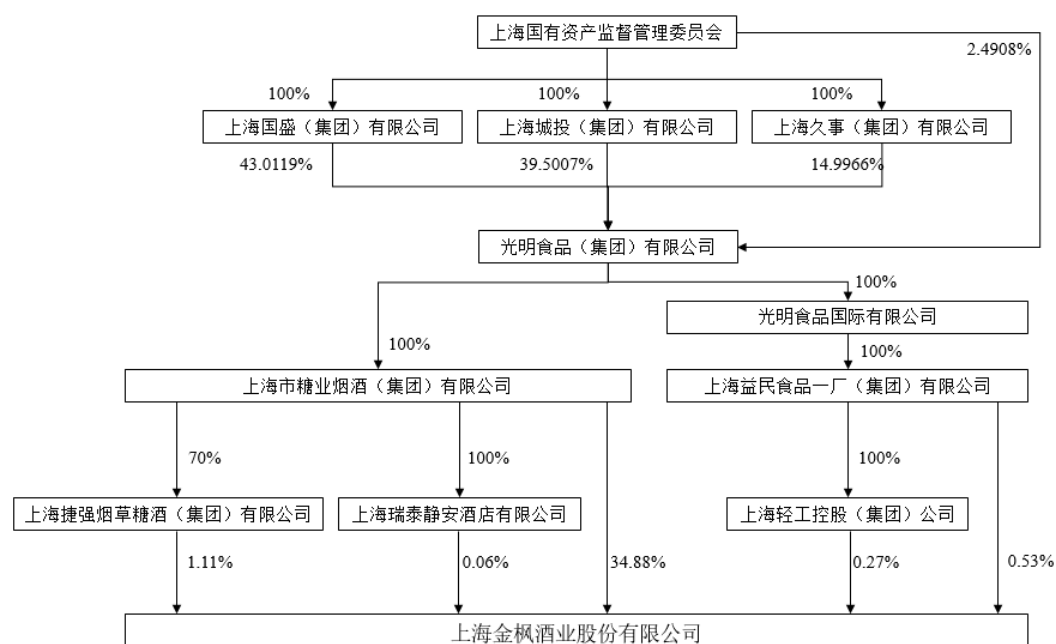 上海国有资产监督管理委员会
2.4908%
100%
100%
100%
上海国盛（集团）有限公司
上海城投（集团）有限公司
上海久事（集团）有限公司
43.0119%
39.5007%
14.9966%
光明食品（集团）有限公司
100%
光明食品国际有限公司
100%
100%
上海市糖业烟酒（集团）有限公司
上海益民食品一厂（集团）有限公司
70%
100%
100%
上海捷强烟草糖酒（集团）有限公司
上海瑞泰静安酒店有限公司
上海轻工控股（集团）公司
1.11%
0.06%
34.88%
0.27%
0.53%
上海金枫酒业股份有限公司